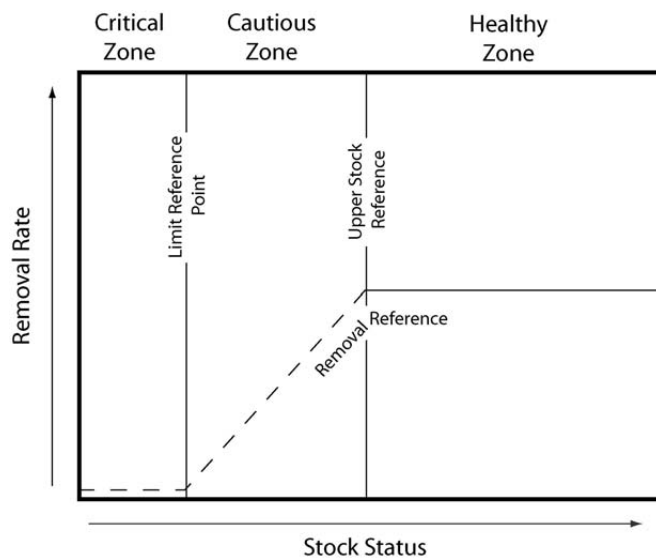 Critical
Zone
Cautious
Zone
Healthy
Zone
Removal Rate
Limit Reference
Point
Upper Stock
Reference
Removal Reference
Stock Status